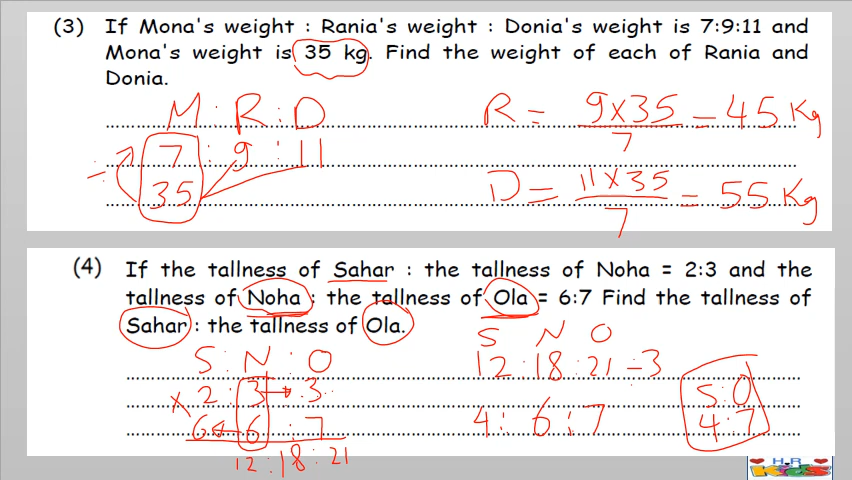 (3) If Mona's weight : Rania's weight : Donia's weight is 7:9:11 and
Mona's weight is 35 kg. Find the weight of each of Rania and
Donia.
M : R : D
7 : 9 : 11
÷
35
R = 9×35/7 = 45 Kg
D = 11×35/7 = 55 Kg
(4) If the tallness of Sahar : the tallness of Noha = 2:3 and the
tallness of Noha : the tallness of Ola = 6:7 Find the tallness of
Sahar : the tallness of Ola.
S : N : O
2 : 3 → 3
×
6 ← 6 : 7
12 : 18 : 21
S N O
12 : 18 : 21 ÷3
4 : 6 : 7
S : O
4 : 7
H.R
KiDS